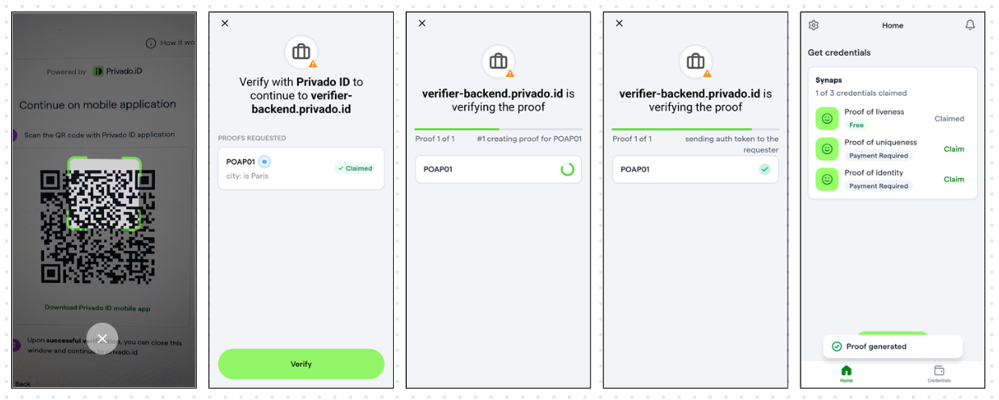 How it wo
Powered by Privado.iD
Continue on mobile application
Scan the QR code with Privado ID application
Download Privado ID mobile app
Upon successful verification, you can close this
window and continue to privado.id
Back
Verify with Privado ID to
continue to verifier-
backend.privado.id
PROOFS REQUESTED
POAP01
city: is Paris
Claimed
Verify
verifier-backend.privado.id is
verifying the proof
Proof 1 of 1
#1 creating proof for POAP01
POAP01
verifier-backend.privado.id is
verifying the proof
Proof 1 of 1
sending auth token to the
requester
POAP01
Home
Get credentials
Synaps
1 of 3 credentials claimed
Proof of liveness
Free
Claimed
Proof of uniqueness
Payment Required
Claim
Proof of identity
Payment Required
Claim
Proof generated
Home
Credentials